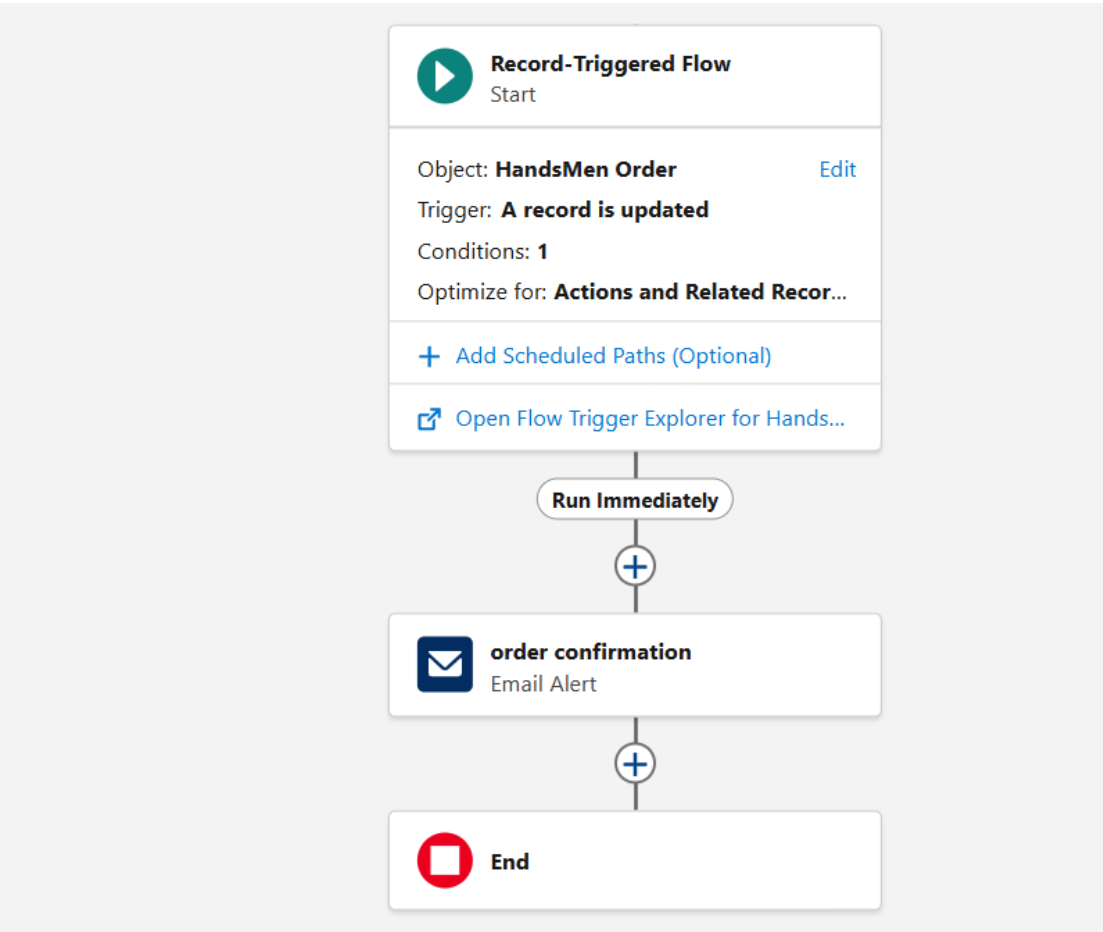 Record-Triggered Flow
Start
Object: HandsMen Order Edit
Trigger: A record is updated
Conditions: 1
Optimize for: Actions and Related Recor...
Add Scheduled Paths (Optional)
Open Flow Trigger Explorer for Hands...
Run Immediately
order confirmation
Email Alert
End